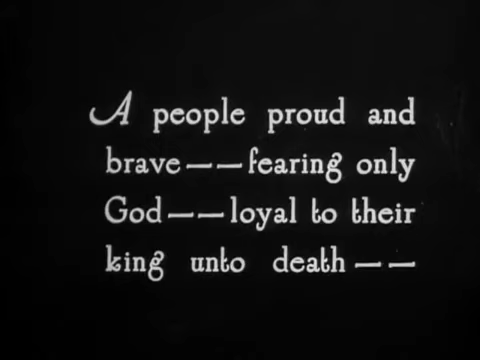 A people proud and
brave——fearing only
God——loyal to their
king unto death——